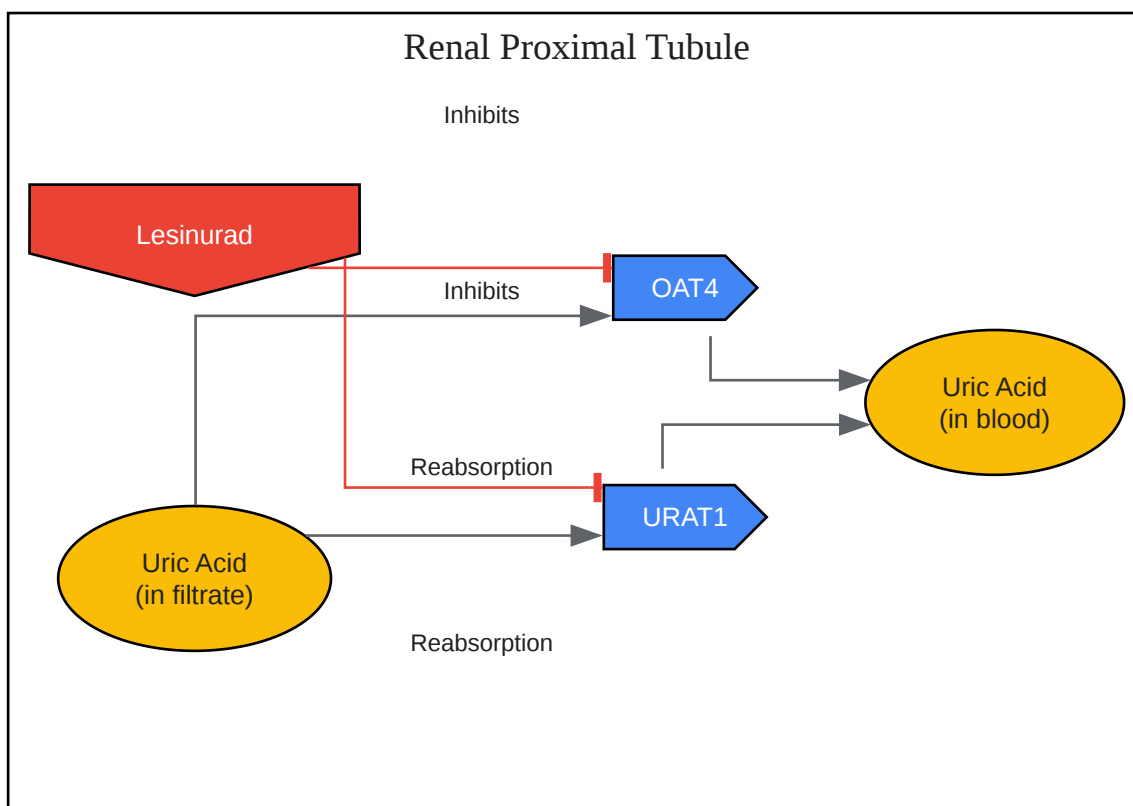 Renal Proximal Tubule
Inhibits
Lesinurad
OAT4
Inhibits
Uric Acid
(in blood)
Reabsorption
URAT1
Uric Acid
(in filtrate)
Reabsorption